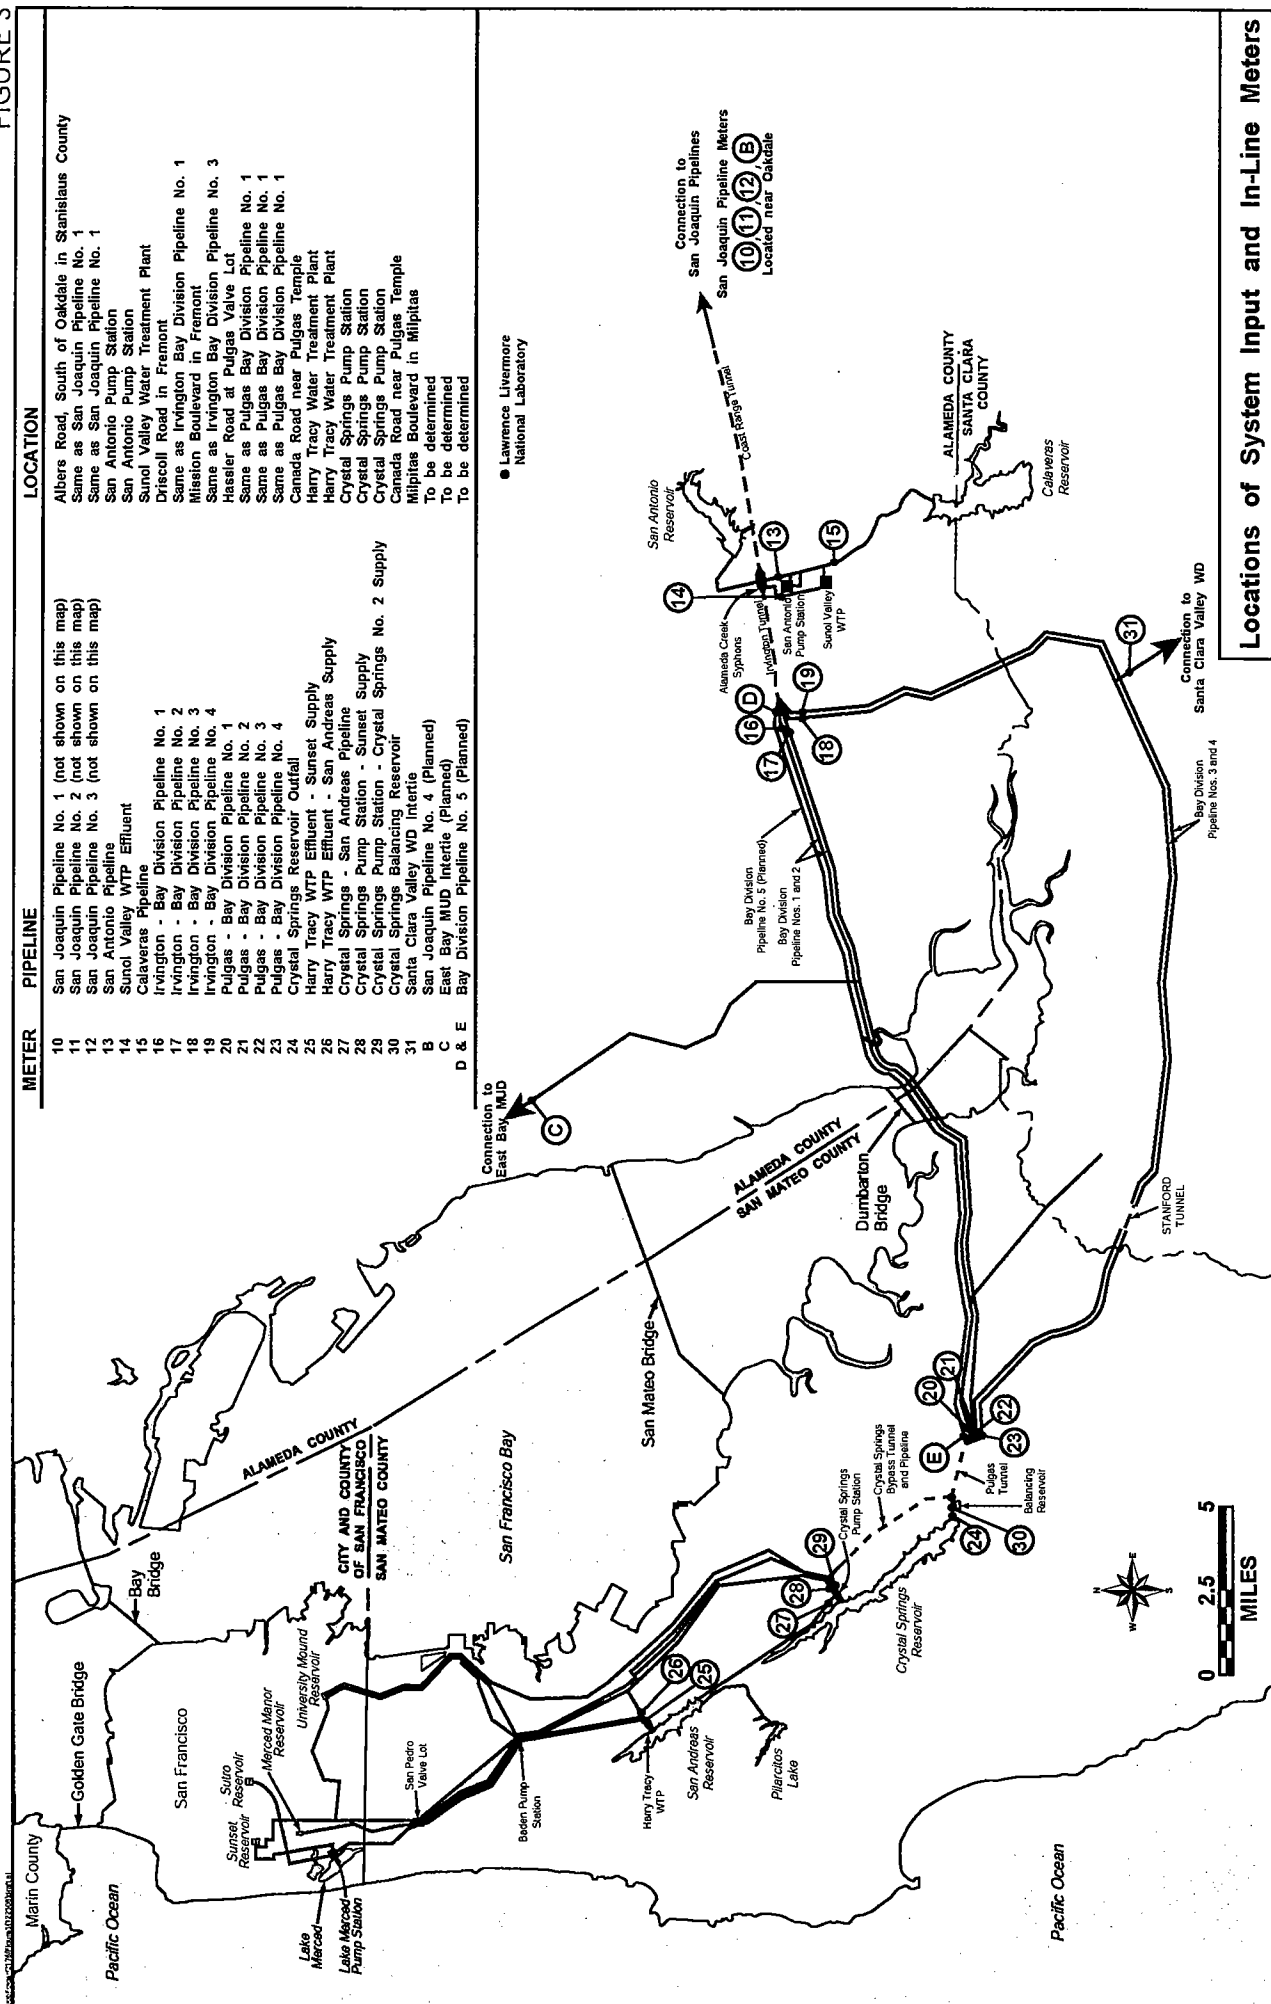 FIGURE 3
METER PIPELINE LOCATION
10 San Joaquin Pipeline No. 1 (not shown on this map) Albers Road, South of Oakdale in Stanislaus County
11 San Joaquin Pipeline No. 2 (not shown on this map) Same as San Joaquin Pipeline No. 1
12 San Joaquin Pipeline No. 3 (not shown on this map) Same as San Joaquin Pipeline No. 1
13 San Antonio Pipeline San Antonio Pump Station
14 Sunol Valley WTP Effluent San Antonio Pump Station
15 Calaveras Pipeline Sunol Valley Water Treatment Plant
16 Irvington - Bay Division Pipeline No. 1 Driscoll Road in Fremont
17 Irvington - Bay Division Pipeline No. 2 Same as Irvington Bay Division Pipeline No. 1
18 Irvington - Bay Division Pipeline No. 3 Mission Boulevard in Fremont
19 Irvington - Bay Division Pipeline No. 4 Same as Irvington Bay Division Pipeline No. 3
20 Pulgas - Bay Division Pipeline No. 1 Hassler Road at Pulgas Valve Lot
21 Pulgas - Bay Division Pipeline No. 2 Same as Pulgas Bay Division Pipeline No. 1
22 Pulgas - Bay Division Pipeline No. 3 Same as Pulgas Bay Division Pipeline No. 1
23 Pulgas - Bay Division Pipeline No. 4 Same as Pulgas Bay Division Pipeline No. 1
24 Crystal Springs Reservoir Outfall Canada Road near Pulgas Temple
25 Harry Tracy WTP Effluent - Sunset Supply Harry Tracy Water Treatment Plant
26 Harry Tracy WTP Effluent - San Andreas Supply Harry Tracy Water Treatment Plant
27 Crystal Springs - San Andreas Pipeline Crystal Springs Pump Station
28 Crystal Springs Pump Station - Sunset Supply Crystal Springs Pump Station
29 Crystal Springs Pump Station - Crystal Springs No. 2 Supply Crystal Springs Pump Station
30 Crystal Springs Balancing Reservoir Canada Road near Pulgas Temple
31 Santa Clara Valley WD Intertie Milpitas Boulevard in Milpitas
B San Joaquin Pipeline No. 4 (Planned) To be determined
C East Bay MUD Intertie (Planned) To be determined
D & E Bay Division Pipeline No. 5 (Planned) To be determined
Marin County
Pacific Ocean
Golden Gate Bridge
San Francisco
Bay
Bridge
Sunset
Reservoir
Sutro
Reservoir
Merced Manor
Reservoir
University Mound
Reservoir
Lake
Merced
Lake Merced
Pump Station
San Pedro
Valve Lot
CITY AND COUNTY
OF SAN FRANCISCO
SAN MATEO COUNTY
ALAMEDA COUNTY
Connection to
East Bay MUD
C
Lawrence Livermore
National Laboratory
San Francisco Bay
Baden Pump
Station
Harry Tracy
WTP
San Andreas
Reservoir
Pilarcitos
Lake
26
25
27
28
29
Crystal Springs
Pump Station
Crystal Springs
Bypass Tunnel
and Pipeline
Crystal Springs
Reservoir
San Mateo Bridge
ALAMEDA COUNTY
SAN MATEO COUNTY
Dumbarton
Bridge
Bay Division
Pipeline No. 5 (Planned)
Bay Division
Pipeline Nos. 1 and 2
San Antonio
Reservoir
Coast Range Tunnel
Connection to
San Joaquin Pipelines
San Joaquin Pipeline Meters
10, 11, 12, B
Located near Oakdale
14
13
15
Alameda Creek
Syphons
Irvington Tunnel
San Antonio
Pump Station
Sunol Valley
WTP
16
D
17
18
19
ALAMEDA COUNTY
SANTA CLARA
COUNTY
Calaveras
Reservoir
20
21
E
22
23
Pulgas
Tunnel
Balancing
Reservoir
24
30
STANFORD
TUNNEL
Bay Division
Pipeline Nos. 3 and 4
31
Connection to
Santa Clara Valley WD
Pacific Ocean
N
W
E
S
0 2.5 5
MILES
Locations of System Input and In-Line Meters